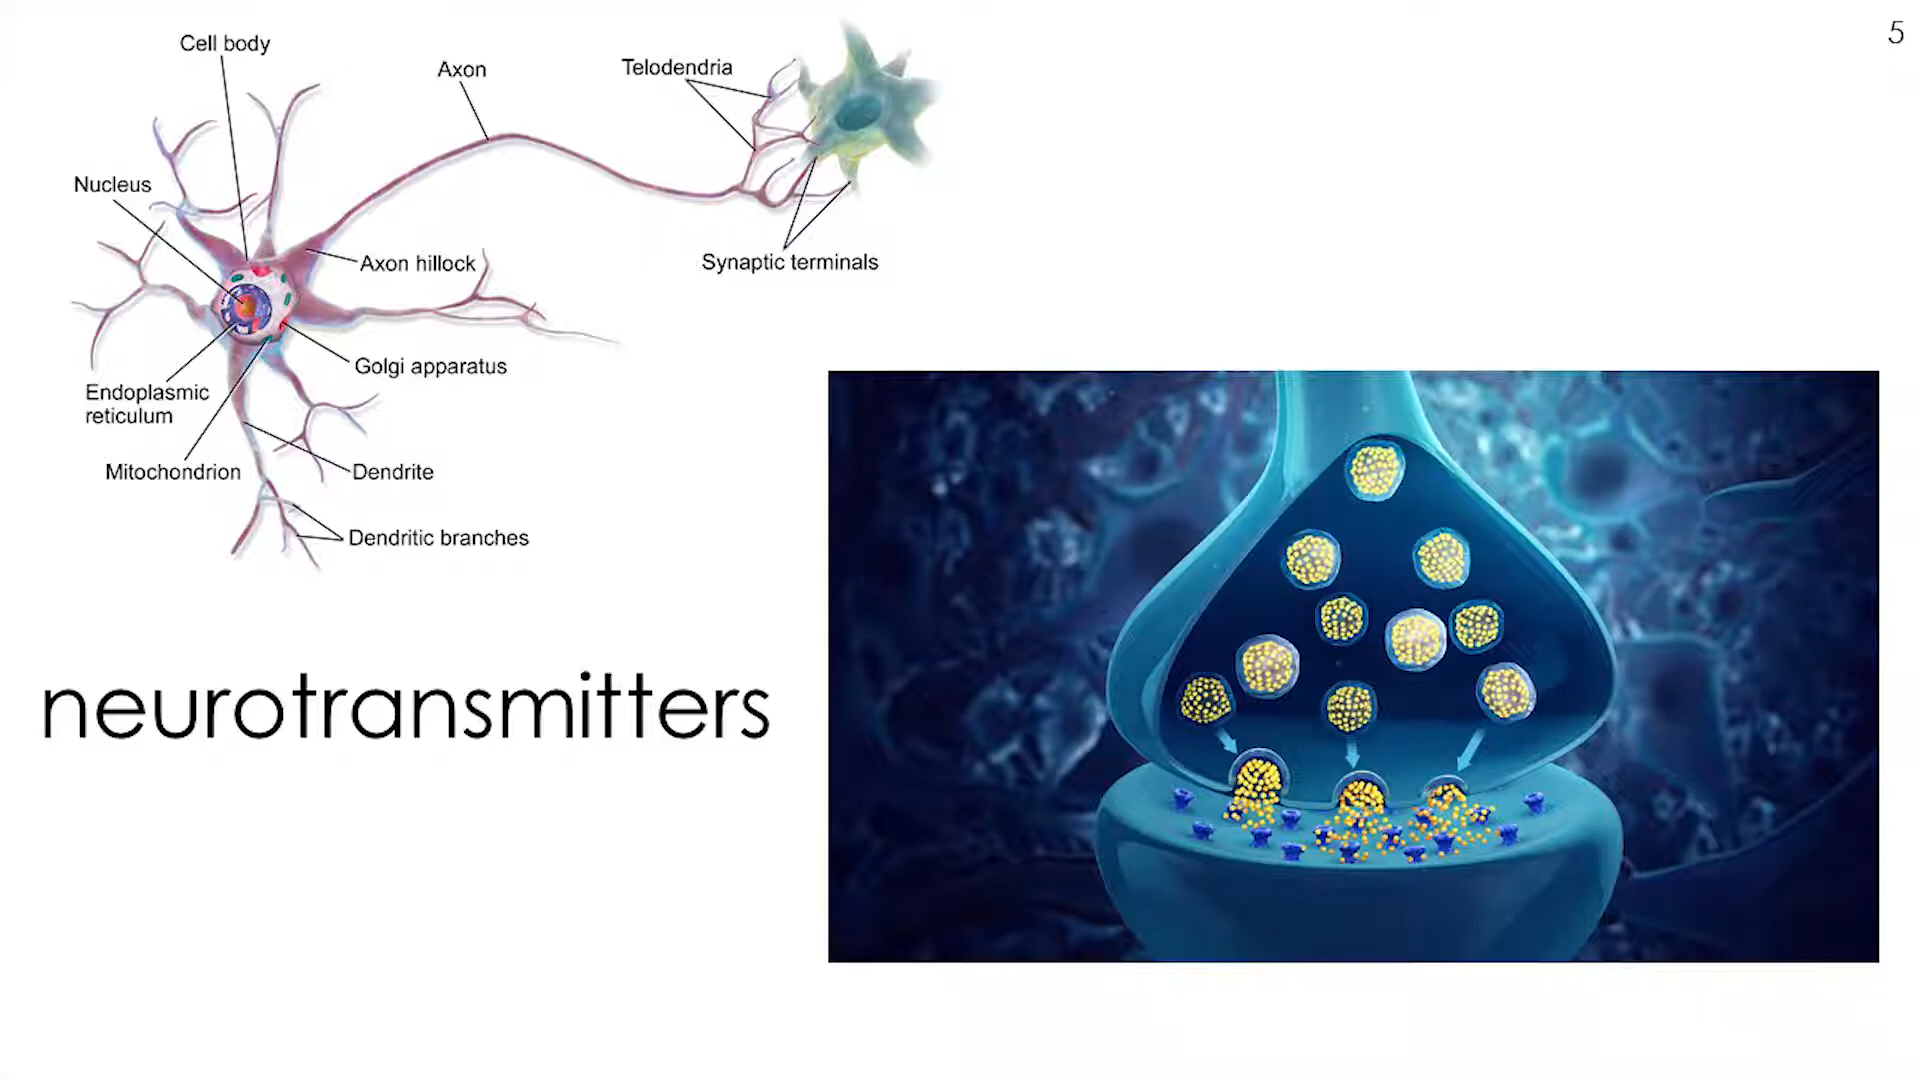 5
Cell body
Axon
Telodendria
Nucleus
Axon hillock
Synaptic terminals
Golgi apparatus
Endoplasmic
reticulum
Mitochondrion
Dendrite
Dendritic branches
neurotransmitters